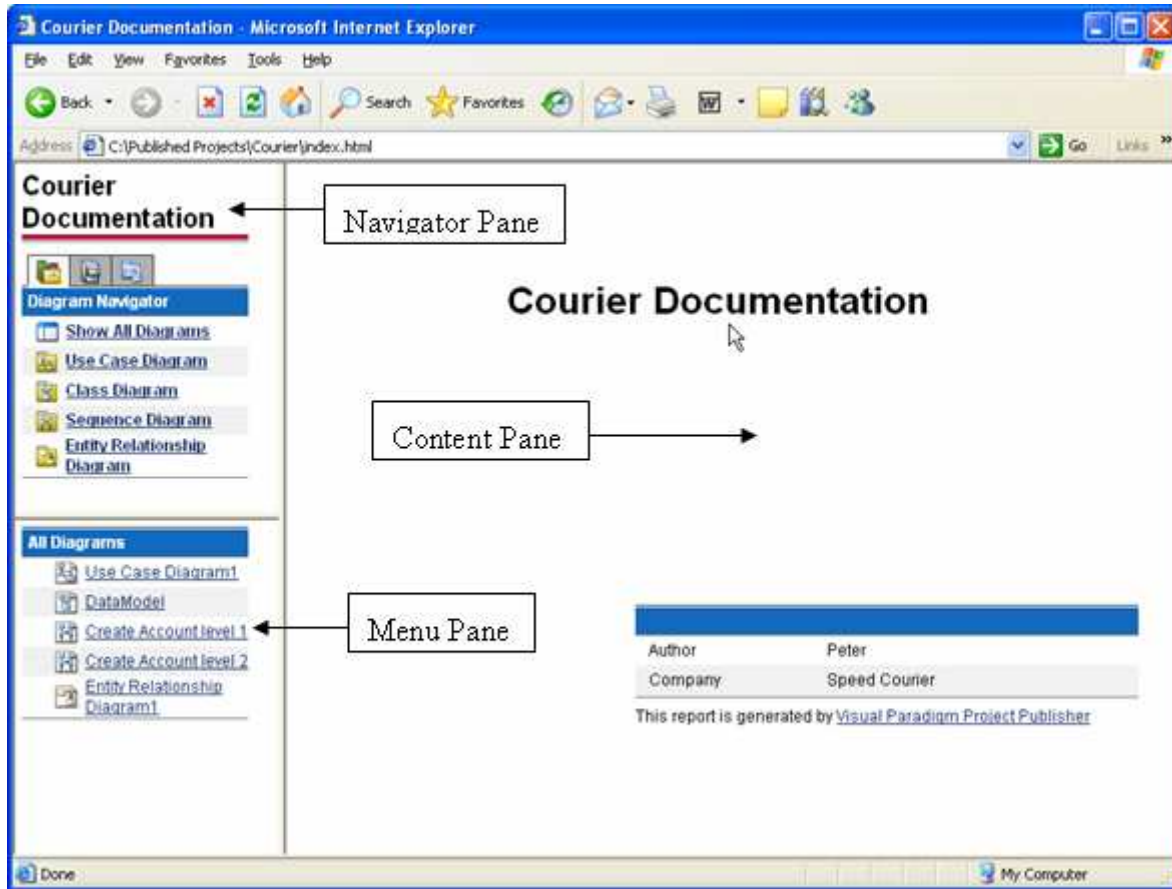 Courier Documentation - Microsoft Internet Explorer
File Edit View Favorites Tools Help
Back Search Favorites
Address C:\Published Projects\Courier\index.html Go Links »
Courier
Documentation
Navigator Pane
Diagram Navigator
Show All Diagrams
Use Case Diagram
Class Diagram
Sequence Diagram
Entity Relationship
Diagram
Courier Documentation
Content Pane
All Diagrams
Use Case Diagram1
DataModel
Create Account level 1
Create Account level 2
Entity Relationship
Diagram1
Menu Pane
Author Peter
Company Speed Courier
This report is generated by Visual Paradigm Project Publisher
Done My Computer